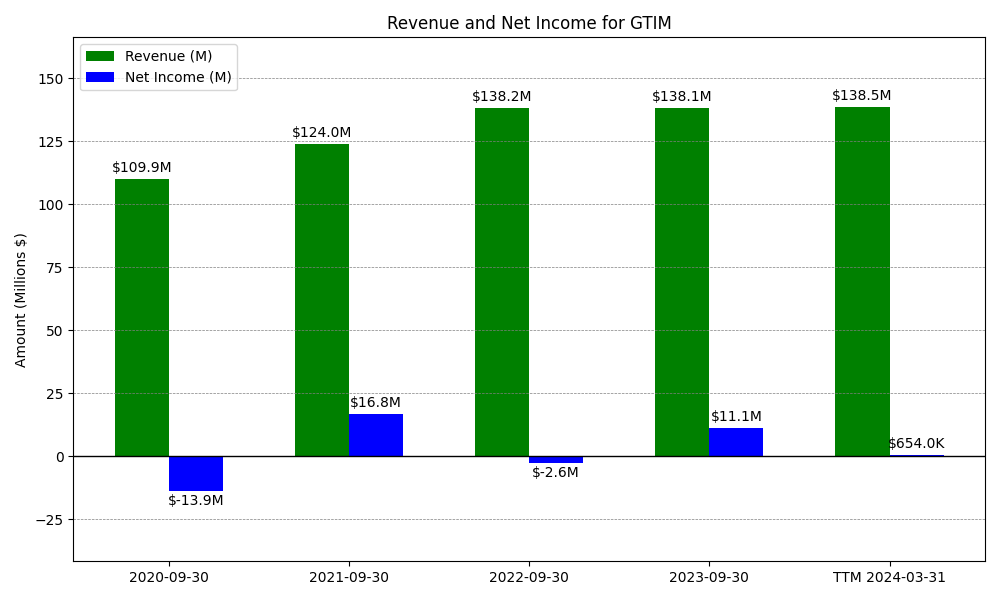 Revenue and Net Income for GTIM
Revenue (M)
Net Income (M)
Amount (Millions $)
150
125
100
75
50
25
0
−25
$109.9M
$124.0M
$138.2M
$138.1M
$138.5M
$-13.9M
$16.8M
$-2.6M
$11.1M
$654.0K
2020-09-30
2021-09-30
2022-09-30
2023-09-30
TTM 2024-03-31